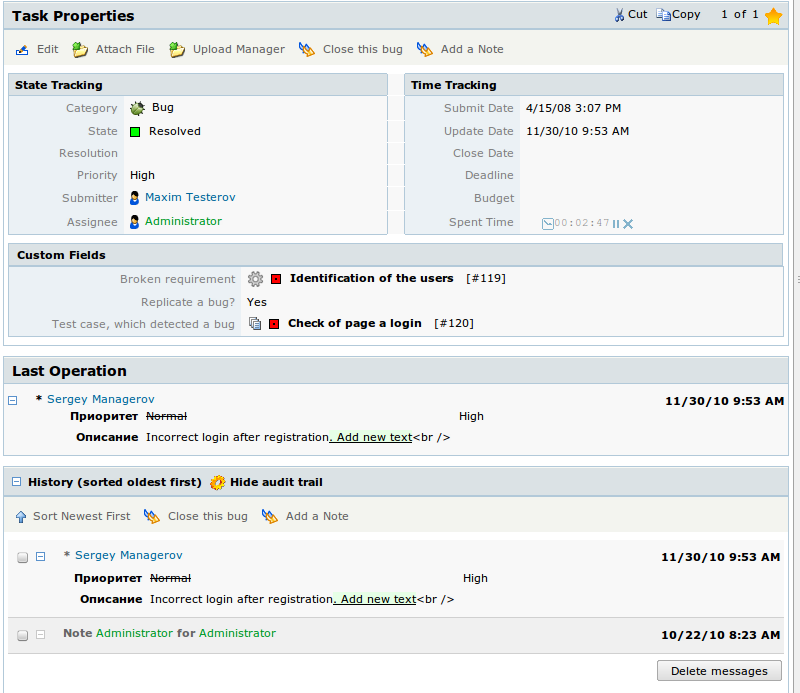 Task Properties Cut Copy 1 of 1
Edit Attach File Upload Manager Close this bug Add a Note
State Tracking
Category Bug
State Resolved
Resolution
Priority High
Submitter Maxim Testerov
Assignee Administrator
Time Tracking
Submit Date 4/15/08 3:07 PM
Update Date 11/30/10 9:53 AM
Close Date
Deadline
Budget
Spent Time 00:02:47
Custom Fields
Broken requirement Identification of the users [#119]
Replicate a bug? Yes
Test case, which detected a bug Check of page a login [#120]
Last Operation
* Sergey Managerov 11/30/10 9:53 AM
Приоритет Normal High
Описание Incorrect login after registration. Add new text<br />
History (sorted oldest first) Hide audit trail
Sort Newest First Close this bug Add a Note
* Sergey Managerov 11/30/10 9:53 AM
Приоритет Normal High
Описание Incorrect login after registration. Add new text<br />
Note Administrator for Administrator 10/22/10 8:23 AM
Delete messages